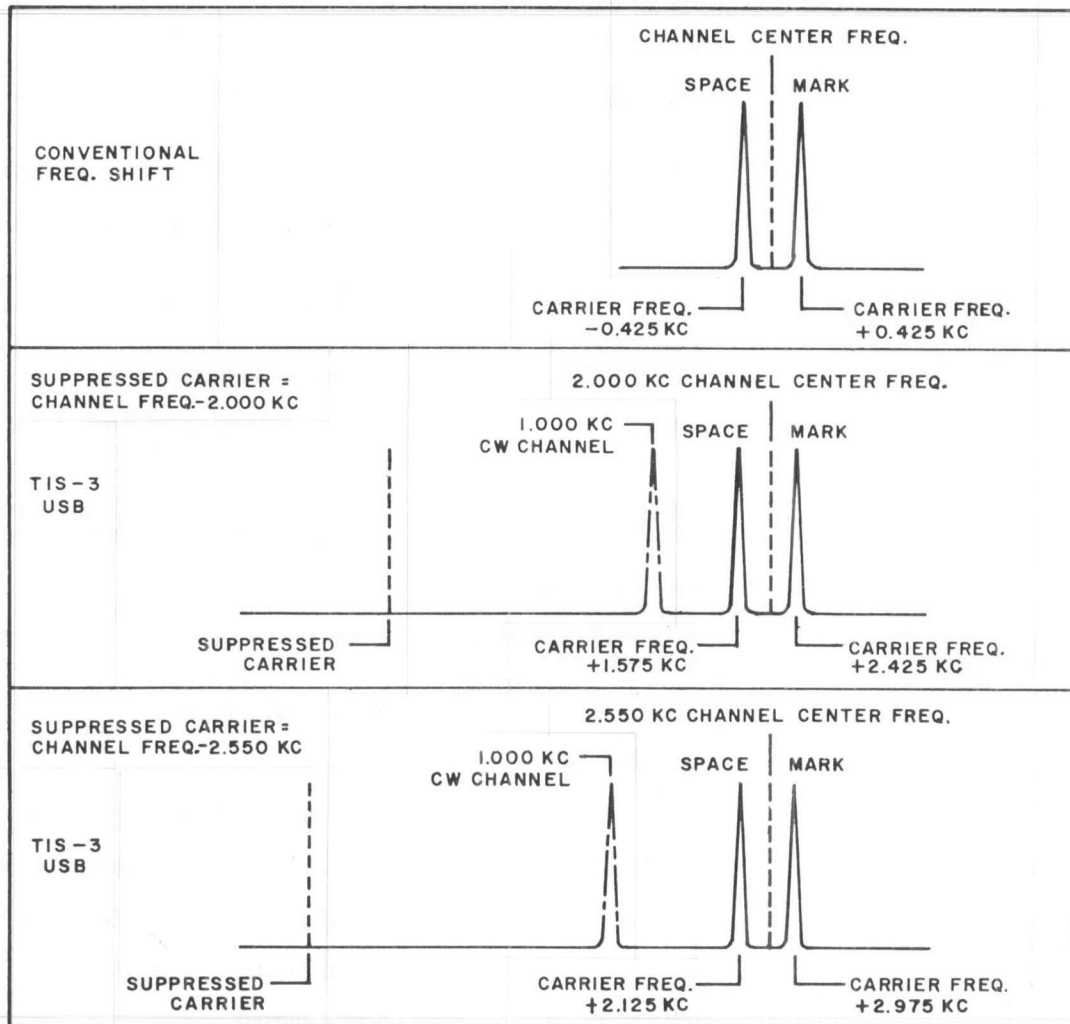 CHANNEL CENTER FREQ.
SPACE
MARK
CONVENTIONAL
FREQ. SHIFT
CARRIER FREQ.
-0.425 KC
CARRIER FREQ.
+0.425 KC
SUPPRESSED CARRIER =
CHANNEL FREQ.-2.000 KC
2.000 KC CHANNEL CENTER FREQ.
1.000 KC
CW CHANNEL
SPACE
MARK
TIS-3
USB
SUPPRESSED
CARRIER
CARRIER FREQ.
+1.575 KC
CARRIER FREQ.
+2.425 KC
SUPPRESSED CARRIER=
CHANNEL FREQ.-2.550 KC
2.550 KC CHANNEL CENTER FREQ.
1.000 KC
CW CHANNEL
SPACE
MARK
TIS-3
USB
SUPPRESSED
CARRIER
CARRIER FREQ.
+2.125 KC
CARRIER FREQ.
+2.975 KC